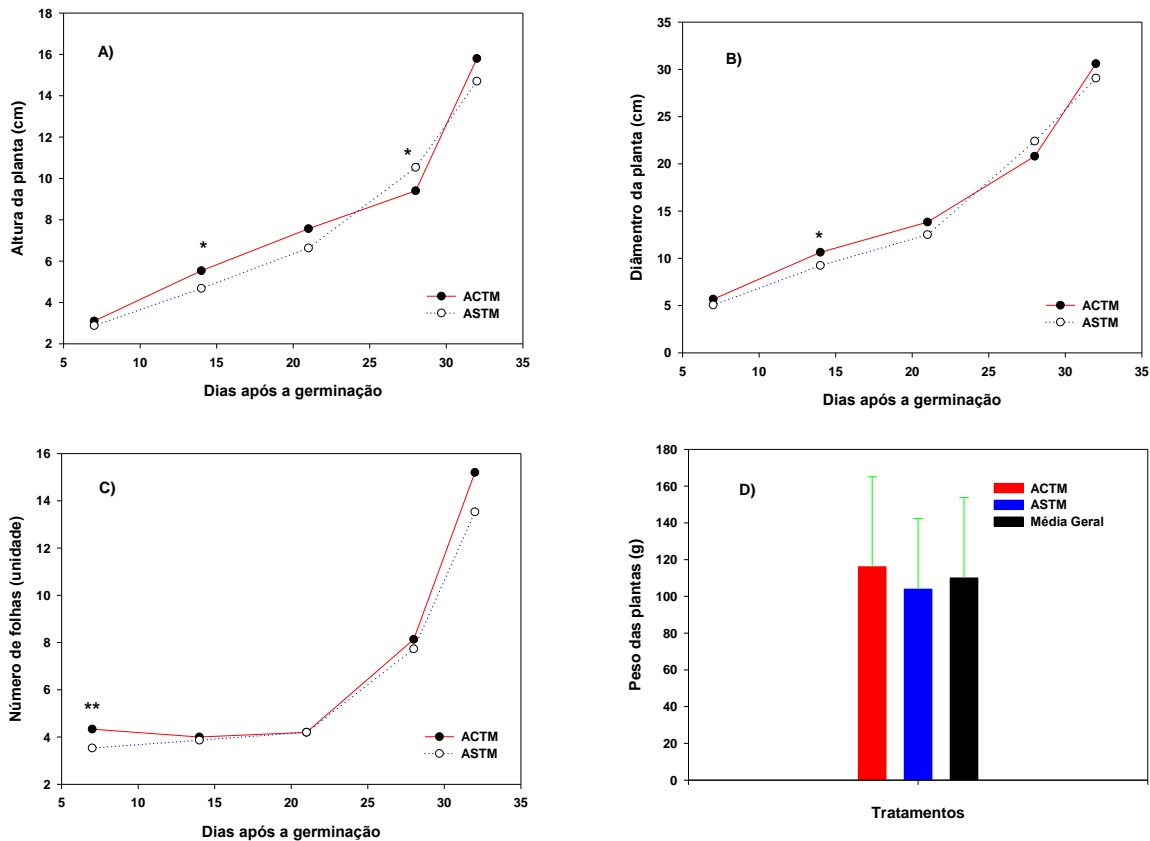 A)
Altura da planta (cm)
18
16
14
12
10
8
6
4
2
*
*
ACTM
ASTM
5 10 15 20 25 30 35
Dias após a germinação
B)
Diâmentro da planta (cm)
35
30
25
20
15
10
5
0
*
ACTM
ASTM
5 10 15 20 25 30 35
Dias após a germinação
C)
Número de folhas (unidade)
16
14
12
10
8
6
4
2
**
ACTM
ASTM
5 10 15 20 25 30 35
Dias após a germinação
D)
Peso das plantas (g)
180
160
140
120
100
80
60
40
20
0
ACTM
ASTM
Média Geral
Tratamentos